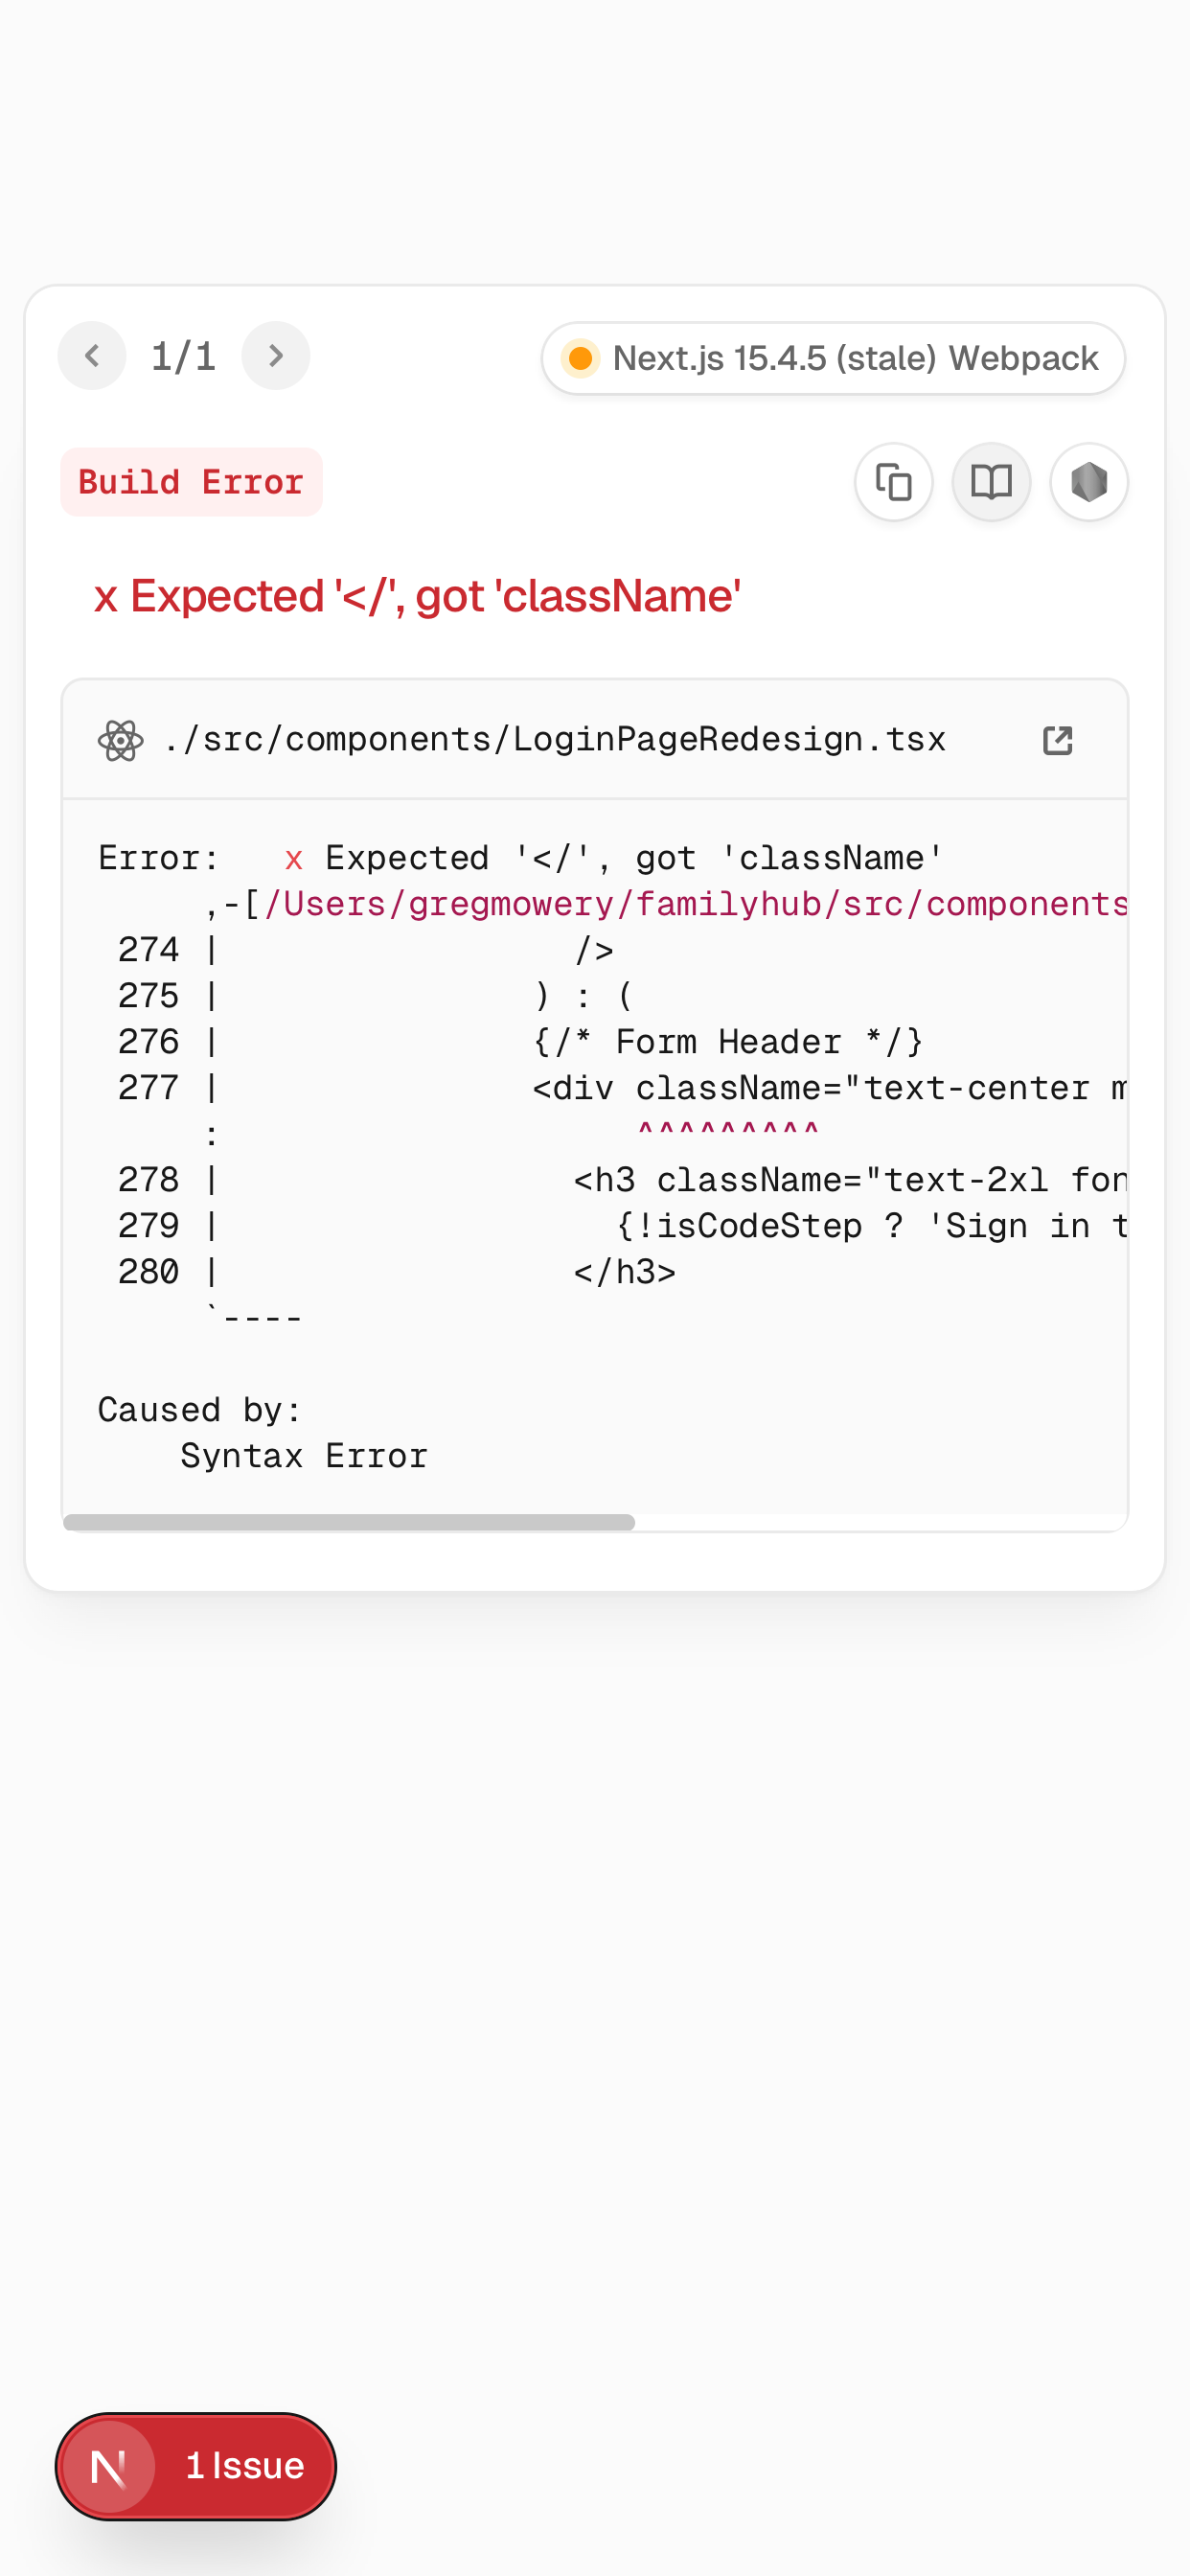 1/1
Next.js 15.4.5 (stale) Webpack
Build Error
x Expected '</', got 'className'
./src/components/LoginPageRedesign.tsx
Error:   x Expected '</', got 'className'
,-[/Users/gregmowery/familyhub/src/components
274 |                 />
275 |               ) : (
276 |               {/* Form Header */}
277 |               <div className="text-center m
:                    ^^^^^^^^^
278 |                 <h3 className="text-2xl fon
279 |                   {!isCodeStep ? 'Sign in t
280 |                 </h3>
`----
Caused by:
Syntax Error
N
1 Issue